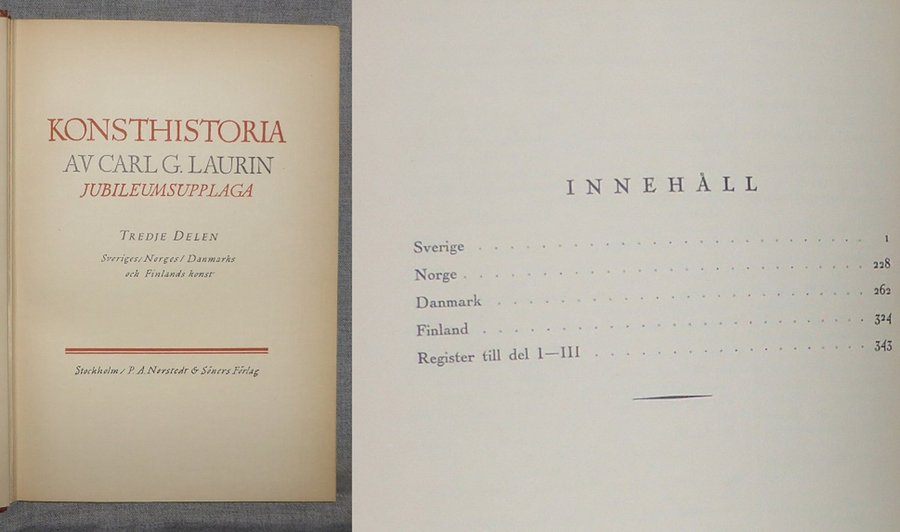 KONSTHISTORIA
AV CARL G. LAURIN
JUBILEUMSUPPLAGA
TREDJE DELEN
Sveriges/Norges/Danmarks
och Finlands konst
Stockholm/P.A.Norstedt & Söners Förlag
INNEHÅLL
Sverige . . . . . . . . . . . . . . . . . . . . . . . . 1
Norge . . . . . . . . . . . . . . . . . . . . . . . . 228
Danmark . . . . . . . . . . . . . . . . . . . . . . . 262
Finland . . . . . . . . . . . . . . . . . . . . . . . 324
Register till del I—III . . . . . . . . . . . . . . . . . 343